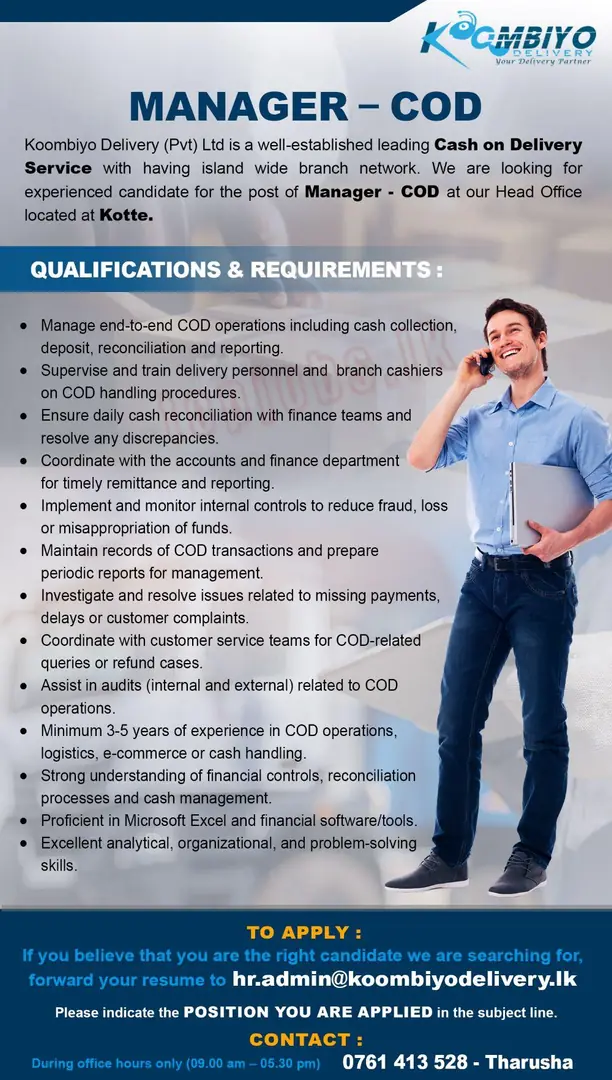 KOOMBIYO
DELIVERY
Your Delivery Partner
MANAGER – COD
Koombiyo Delivery (Pvt) Ltd is a well-established leading Cash on Delivery
Service with having island wide branch network. We are looking for
experienced candidate for the post of Manager - COD at our Head Office
located at Kotte.
QUALIFICATIONS & REQUIREMENTS :
● Manage end-to-end COD operations including cash collection,
deposit, reconciliation and reporting.
● Supervise and train delivery personnel and branch cashiers
on COD handling procedures.
● Ensure daily cash reconciliation with finance teams and
resolve any discrepancies.
● Coordinate with the accounts and finance department
for timely remittance and reporting.
● Implement and monitor internal controls to reduce fraud, loss
or misappropriation of funds.
● Maintain records of COD transactions and prepare
periodic reports for management.
● Investigate and resolve issues related to missing payments,
delays or customer complaints.
● Coordinate with customer service teams for COD-related
queries or refund cases.
● Assist in audits (internal and external) related to COD
operations.
● Minimum 3-5 years of experience in COD operations,
logistics, e-commerce or cash handling.
● Strong understanding of financial controls, reconciliation
processes and cash management.
● Proficient in Microsoft Excel and financial software/tools.
● Excellent analytical, organizational, and problem-solving
skills.
TO APPLY :
If you believe that you are the right candidate we are searching for,
forward your resume to hr.admin@koombiyodelivery.lk
Please indicate the POSITION YOU ARE APPLIED in the subject line.
CONTACT :
During office hours only (09.00 am – 05.30 pm) 0761 413 528 - Tharusha